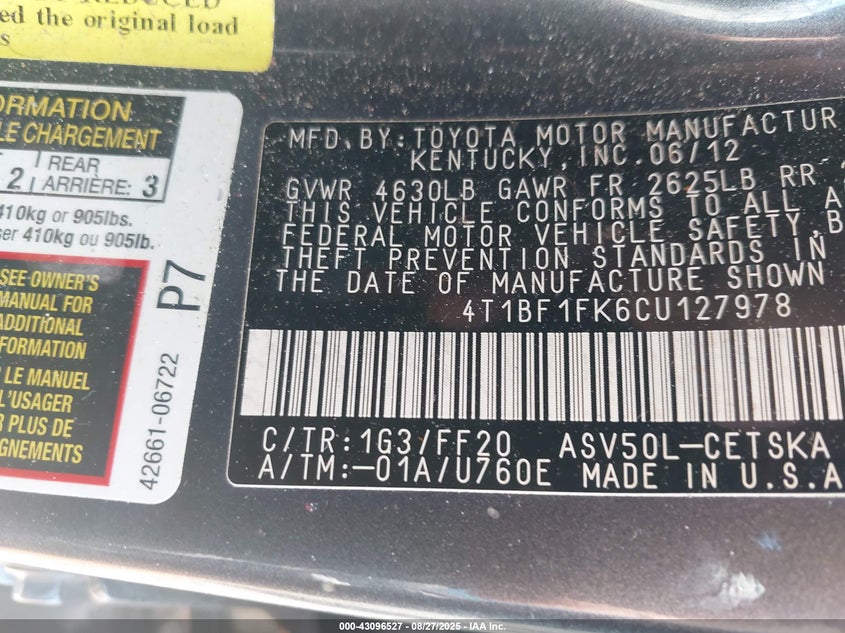 REDUCED
ed the original load
s
ORMATION
LE CHARGEMENT
REAR
2 ARRIÈRE: 3
410kg or 905lbs.
ser 410kg ou 905lb.
SEE OWNER'S
MANUAL FOR
ADDITIONAL
FORMATION
LE MANUEL
L'USAGER
R PLUS DE
GNEMENTS
P7
42661-06722
MFD.BY:TOYOTA MOTOR MANUFACTUR
KENTUCKY,INC.06/12
GVWR 4630LB GAWR FR 2625LB RR
THIS VEHICLE CONFORMS TO ALL A
FEDERAL MOTOR VEHICLE SAFETY,B
THEFT PREVENTION STANDARDS IN
THE DATE OF MANUFACTURE SHOWN
4T1BF1FK6CU127978
C/TR:1G3/FF20 ASV50L-CETSKA
A/TM:-01A/U760E MADE IN U.S.A
000-43096527 - 08/27/2025 - IAA Inc.